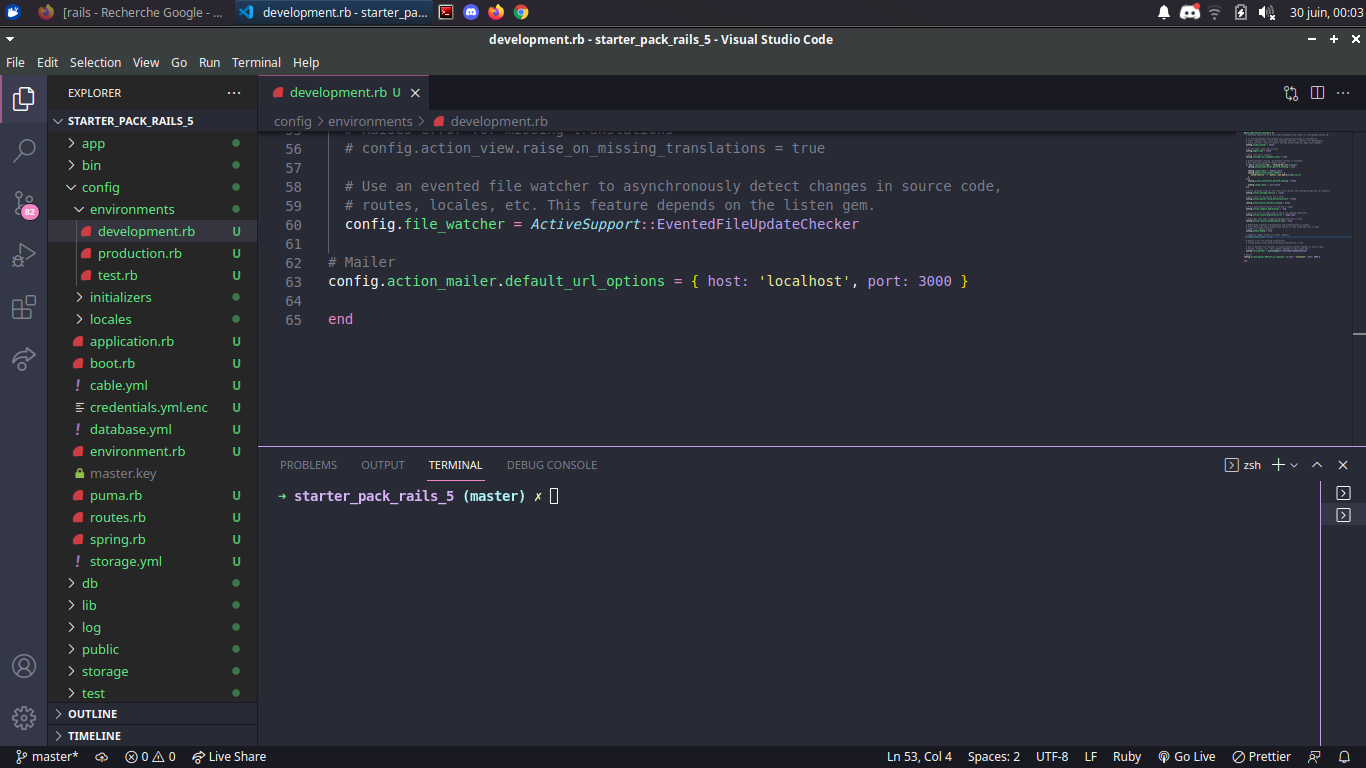 [rails - Recherche Google - ...
development.rb - starter_pa...
30 juin, 00:03
development.rb - starter_pack_rails_5 - Visual Studio Code
File Edit Selection View Go Run Terminal Help
EXPLORER
STARTER_PACK_RAILS_5
app
bin
config
environments
development.rb U
production.rb U
test.rb U
initializers
locales
application.rb U
boot.rb U
cable.yml U
credentials.yml.enc U
database.yml U
environment.rb U
master.key
puma.rb U
routes.rb U
spring.rb U
storage.yml U
db
lib
log
public
storage
test
OUTLINE
TIMELINE
82
development.rb U
config > environments > development.rb
55 # Raises error for missing translations
56 # config.action_view.raise_on_missing_translations = true
57
58 # Use an evented file watcher to asynchronously detect changes in source code,
59 # routes, locales, etc. This feature depends on the listen gem.
60 config.file_watcher = ActiveSupport::EventedFileUpdateChecker
61
62 # Mailer
63 config.action_mailer.default_url_options = { host: 'localhost', port: 3000 }
64
65 end
PROBLEMS OUTPUT TERMINAL DEBUG CONSOLE
zsh
→ starter_pack_rails_5 (master) ✗
master* 0 0 Live Share
Ln 53, Col 4 Spaces: 2 UTF-8 LF Ruby Go Live Prettier